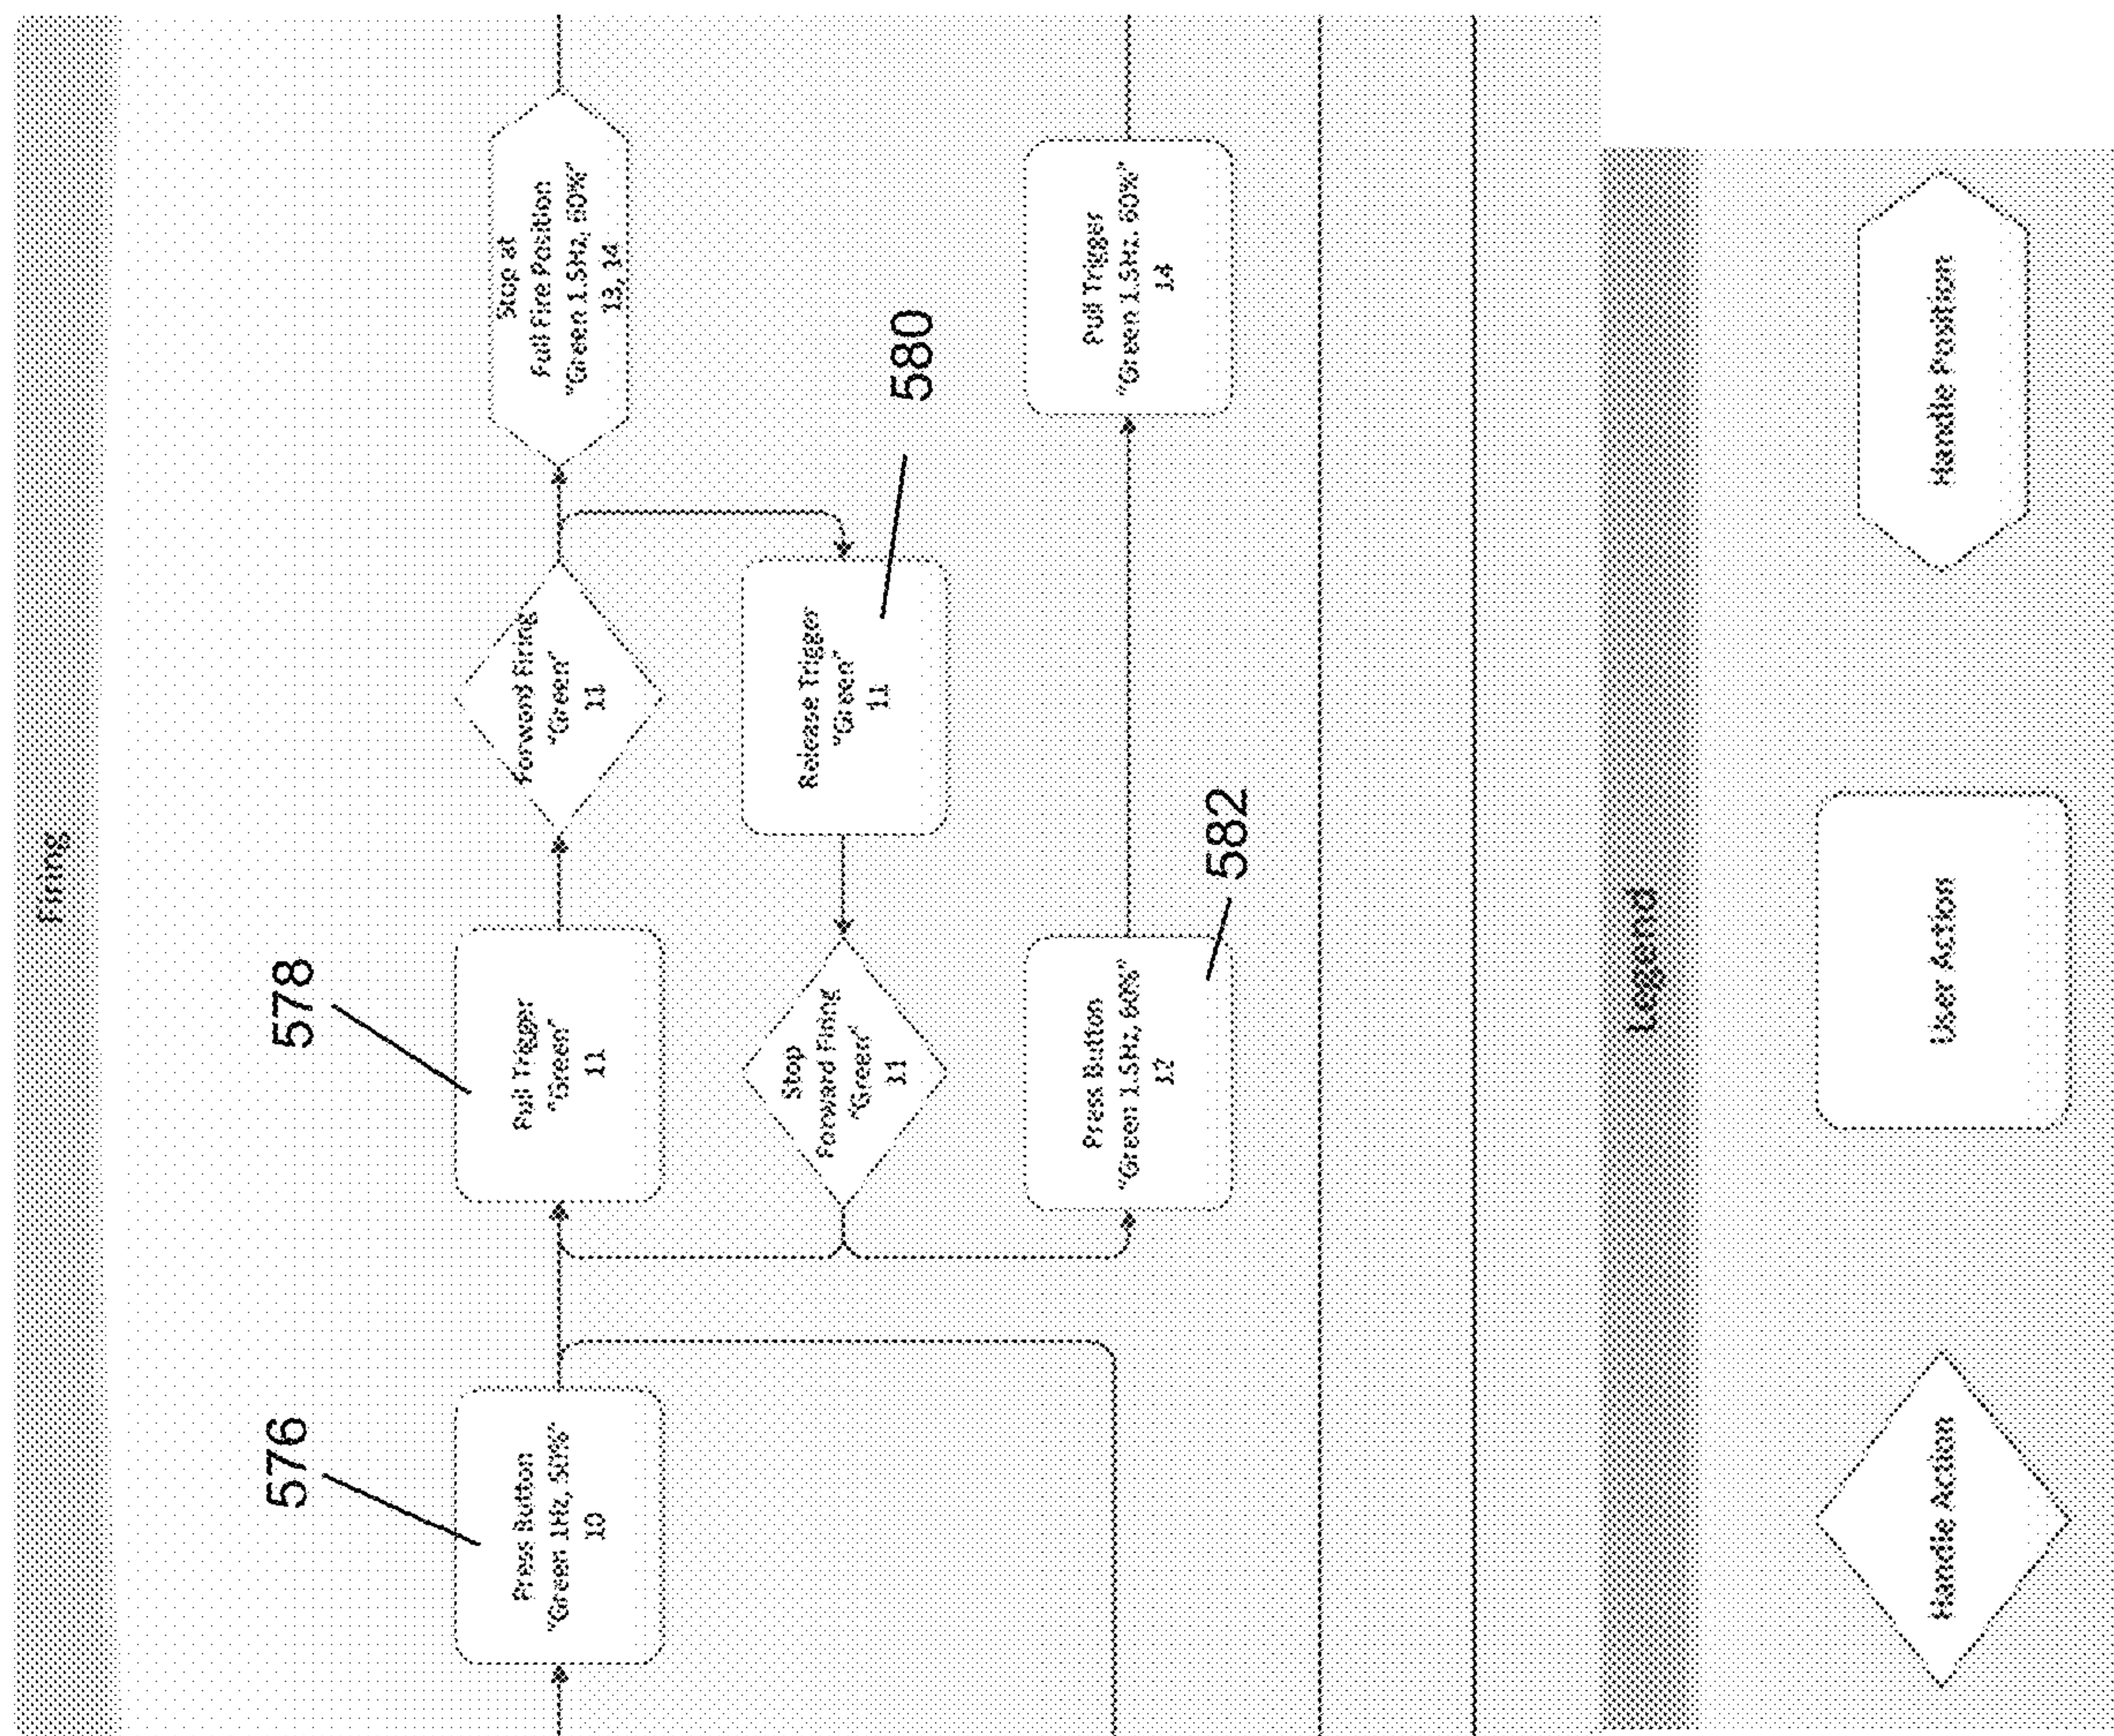 Firing
576
Press Button
"Green 1Hz, 50%"
10
578
Pull Trigger
"Green"
11
Forward Firing
"Green"
11
Stop at
Full Fire Position
"Green 1.5Hz, 60%"
13, 14
Stop
Forward Firing
"Green"
11
Release Trigger
"Green"
11
580
Press Button
"Green 1.5Hz, 60%"
12
582
Pull Trigger
"Green 1.5Hz, 60%"
14
Legend
Handle Action
User Action
Handle Position